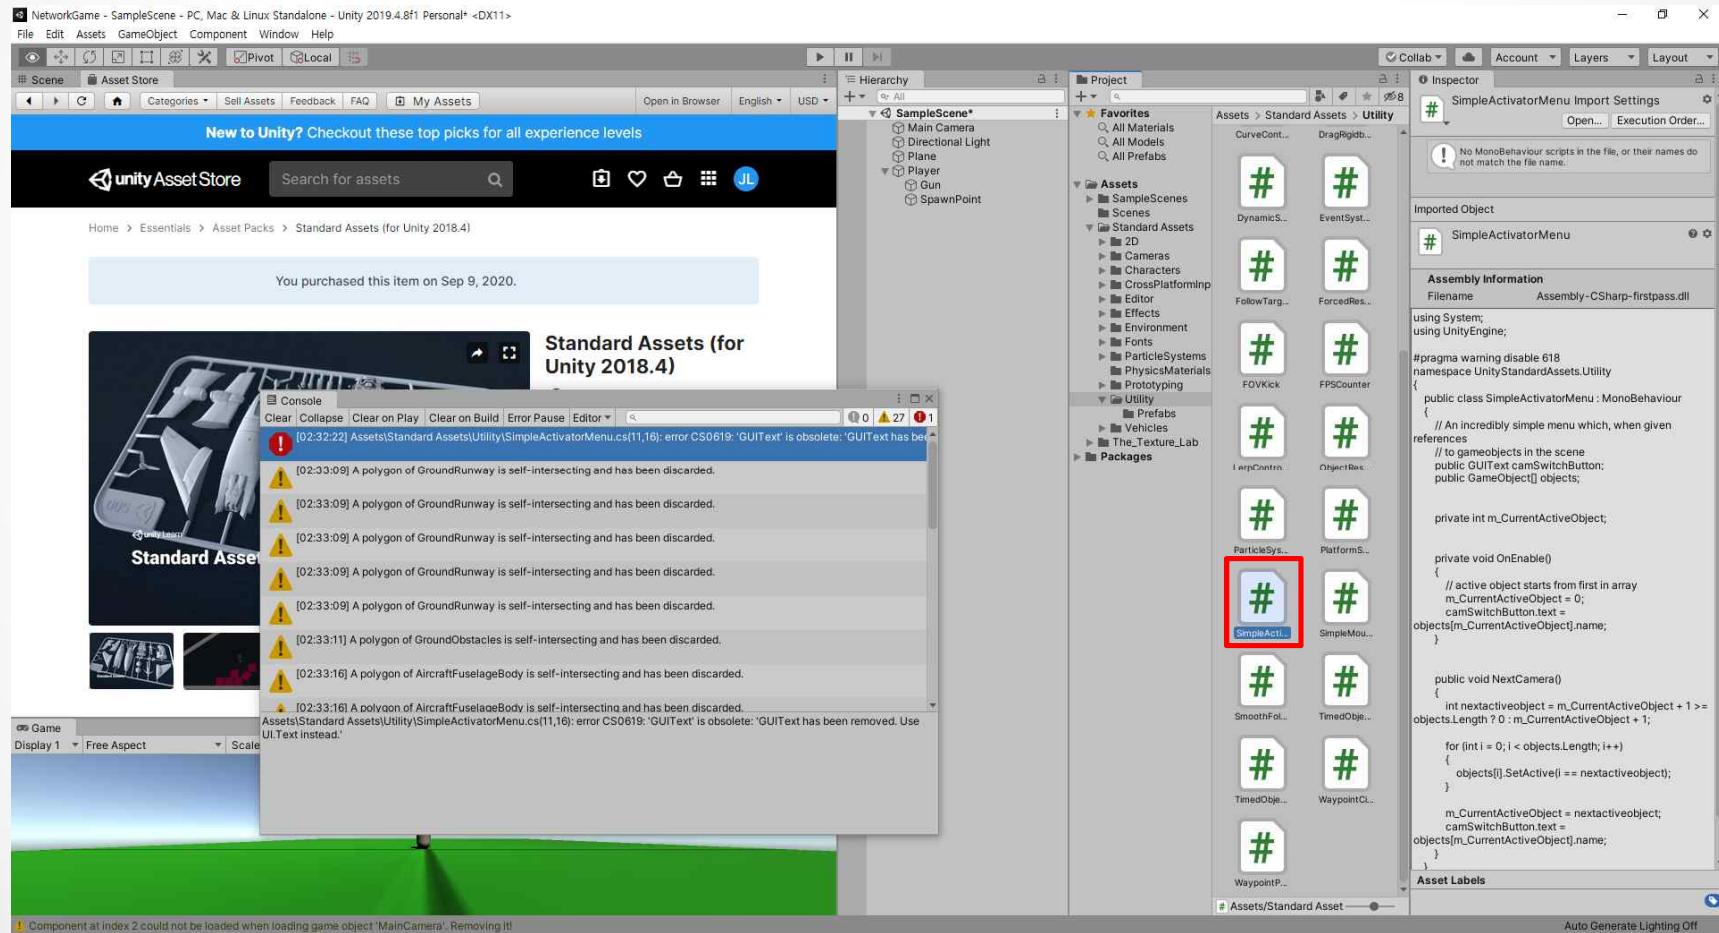 NetworkGame - SampleScene - PC, Mac & Linux Standalone - Unity 2019.4.8f1 Personal* <DX11>
File Edit Assets GameObject Component Window Help
Pivot Local
Collab Account Layers Layout
Scene Asset Store
Categories Sell Assets Feedback FAQ My Assets Open in Browser English USD
New to Unity? Checkout these top picks for all experience levels
unity Asset Store Search for assets JL
Home > Essentials > Asset Packs > Standard Assets (for Unity 2018.4)
You purchased this item on Sep 9, 2020.
Standard Assets (for
Unity 2018.4)
unity Learn
Standard Asse
Console
Clear Collapse Clear on Play Clear on Build Error Pause Editor 0 27 1
[02:32:22] Assets\Standard Assets\Utility\SimpleActivatorMenu.cs(11,16): error CS0619: 'GUIText' is obsolete: 'GUIText has bee
[02:33:09] A polygon of GroundRunway is self-intersecting and has been discarded.
[02:33:09] A polygon of GroundRunway is self-intersecting and has been discarded.
[02:33:09] A polygon of GroundRunway is self-intersecting and has been discarded.
[02:33:09] A polygon of GroundRunway is self-intersecting and has been discarded.
[02:33:09] A polygon of GroundRunway is self-intersecting and has been discarded.
[02:33:11] A polygon of GroundObstacles is self-intersecting and has been discarded.
[02:33:16] A polygon of AircraftFuselageBody is self-intersecting and has been discarded.
[02:33:16] A polygon of AircraftFuselageBody is self-intersecting and has been discarded.
Assets\Standard Assets\Utility\SimpleActivatorMenu.cs(11,16): error CS0619: 'GUIText' is obsolete: 'GUIText has been removed. Use
UI.Text instead.'
Game
Display 1 Free Aspect Scale
Component at index 2 could not be loaded when loading game object 'MainCamera'. Removing it!
Hierarchy
All
SampleScene*
Main Camera
Directional Light
Plane
Player
Gun
SpawnPoint
Project
8
Favorites
All Materials
All Models
All Prefabs
Assets
SampleScenes
Scenes
Standard Assets
2D
Cameras
Characters
CrossPlatformInp
Editor
Effects
Environment
Fonts
ParticleSystems
PhysicsMaterials
Prototyping
Utility
Prefabs
Vehicles
The_Texture_Lab
Packages
Assets > Standard Assets > Utility
CurveCont... DragRigidb...
DynamicS... EventSyst...
FollowTarg... ForcedRes...
FOVKick FPSCounter
LerpContro... ObjectRes...
ParticleSys... PlatformS...
SimpleActi... SimpleMou...
SmoothFol... TimedObje...
TimedObje... WaypointCi...
WaypointP...
Assets/Standard Asset
Inspector
SimpleActivatorMenu Import Settings
Open... Execution Order...
No MonoBehaviour scripts in the file, or their names do
not match the file name.
Imported Object
SimpleActivatorMenu
Assembly Information
Filename Assembly-CSharp-firstpass.dll
using System;
using UnityEngine;
#pragma warning disable 618
namespace UnityStandardAssets.Utility
{
public class SimpleActivatorMenu : MonoBehaviour
{
// An incredibly simple menu which, when given
references
// to gameobjects in the scene
public GUIText camSwitchButton;
public GameObject[] objects;
private int m_CurrentActiveObject;
private void OnEnable()
{
// active object starts from first in array
m_CurrentActiveObject = 0;
camSwitchButton.text =
objects[m_CurrentActiveObject].name;
}
public void NextCamera()
{
int nextactiveobject = m_CurrentActiveObject + 1 >=
objects.Length ? 0 : m_CurrentActiveObject + 1;
for (int i = 0; i < objects.Length; i++)
{
objects[i].SetActive(i == nextactiveobject);
}
m_CurrentActiveObject = nextactiveobject;
camSwitchButton.text =
objects[m_CurrentActiveObject].name;
}
}
Asset Labels
Auto Generate Lighting Off